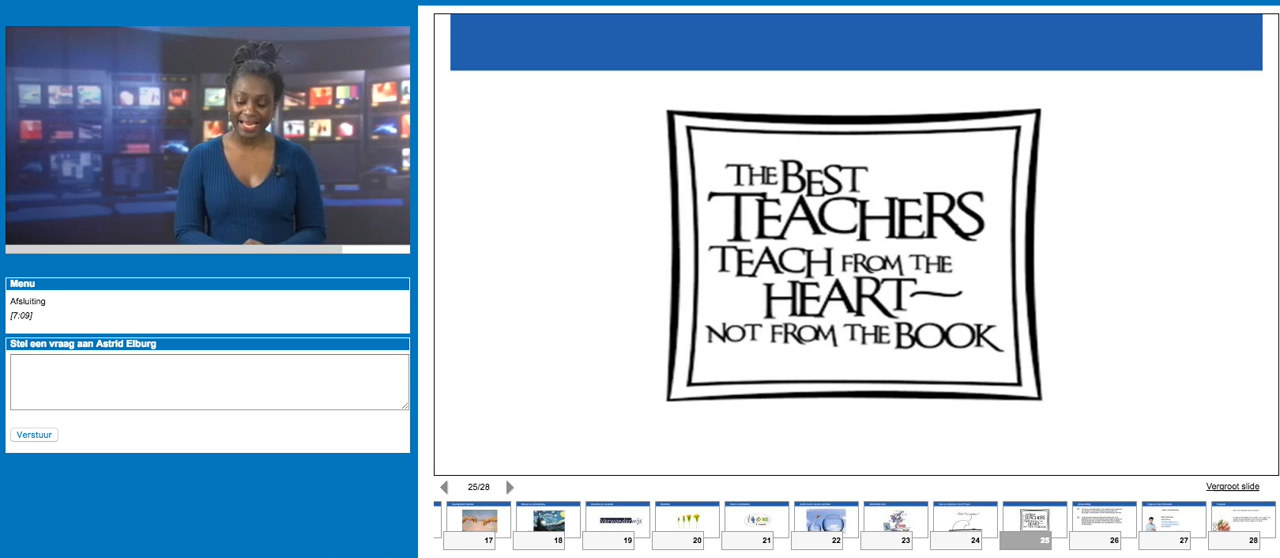 Menu
Afsluiting
[7:09]
Stel een vraag aan Astrid Elburg
Verstuur
THE BEST
TEACHERS
TEACH FROM THE
HEART~
NOT FROM THE BOOK
25/28
Vergroot slide
Verwonder wijs
17 18 19 20 21 22 23 24 25 26 27 28